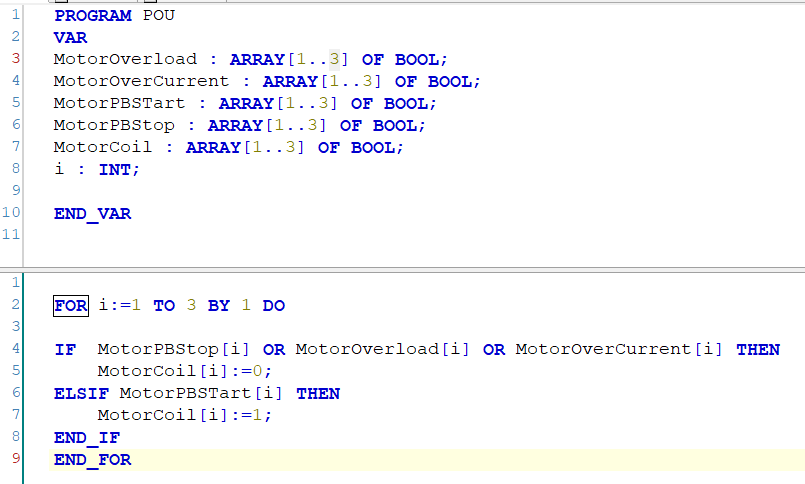 1 PROGRAM POU
2 VAR
3 MotorOverload : ARRAY[1..3] OF BOOL;
4 MotorOverCurrent : ARRAY[1..3] OF BOOL;
5 MotorPBSTart : ARRAY[1..3] OF BOOL;
6 MotorPBStop : ARRAY[1..3] OF BOOL;
7 MotorCoil : ARRAY[1..3] OF BOOL;
8 i : INT;
9
10 END_VAR
11
1
2 FOR i:=1 TO 3 BY 1 DO
3
4 IF  MotorPBStop[i] OR MotorOverload[i] OR MotorOverCurrent[i] THEN
5     MotorCoil[i]:=0;
6 ELSIF MotorPBSTart[i] THEN
7     MotorCoil[i]:=1;
8 END_IF
9 END_FOR